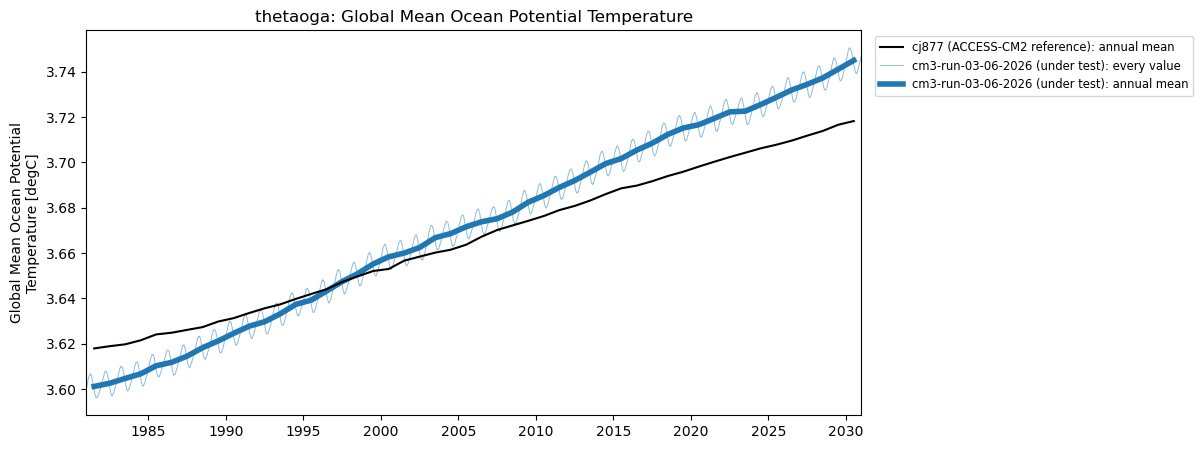 thetaoga: Global Mean Ocean Potential Temperature
cj877 (ACCESS-CM2 reference): annual mean
cm3-run-03-06-2026 (under test): every value
cm3-run-03-06-2026 (under test): annual mean
Global Mean Ocean Potential
Temperature [degC]
3.74
3.72
3.70
3.68
3.66
3.64
3.62
3.60
1985 1990 1995 2000 2005 2010 2015 2020 2025 2030